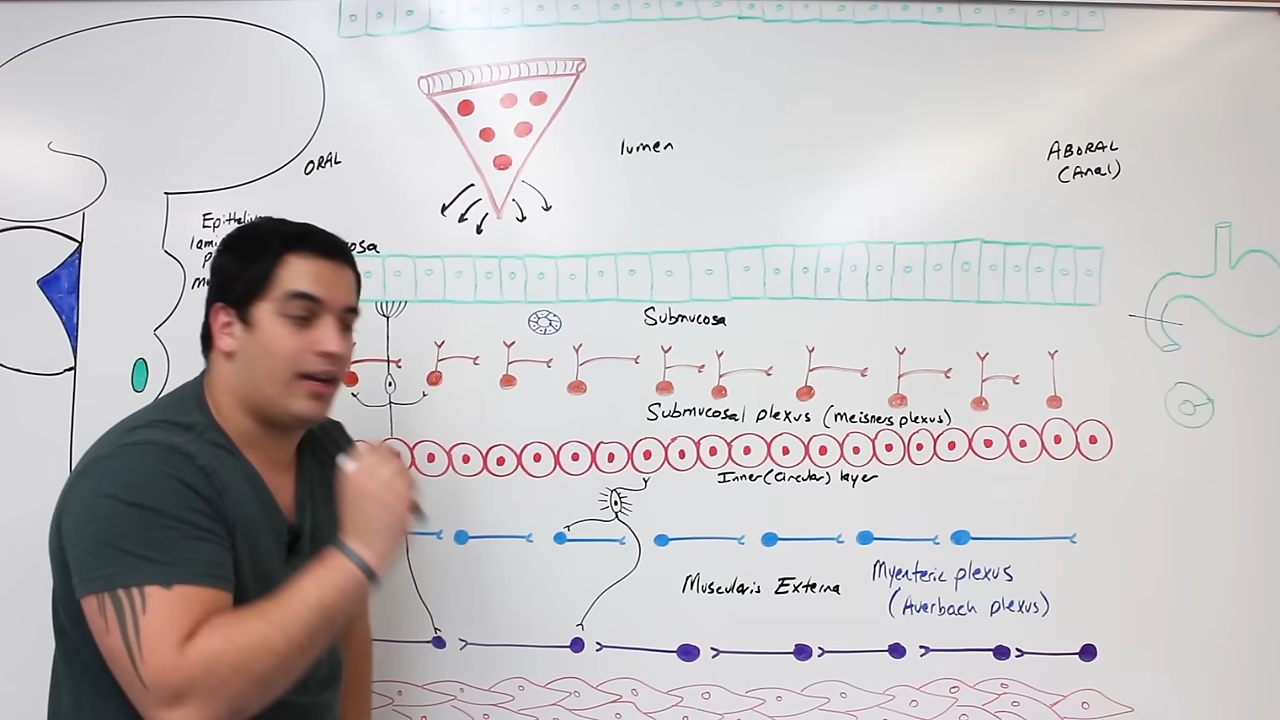 ORAL
lumen
ABORAL
(Anal)
Submucosa
Submucosal plexus (meisners plexus)
Inner (circular) layer
Muscularis Externa
Myenteric plexus
(Auerbach plexus)